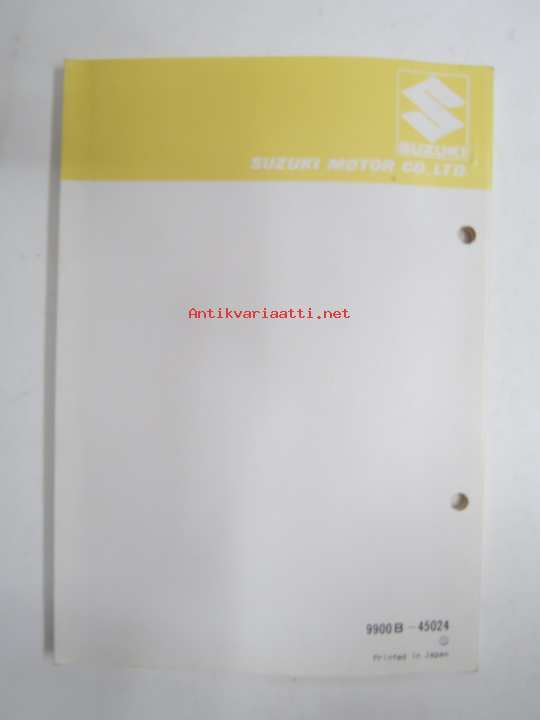 SUZUKI
SUZUKI MOTOR CO.,LTD.
Antikvariaatti.net
9900B-45024
Printed in Japan